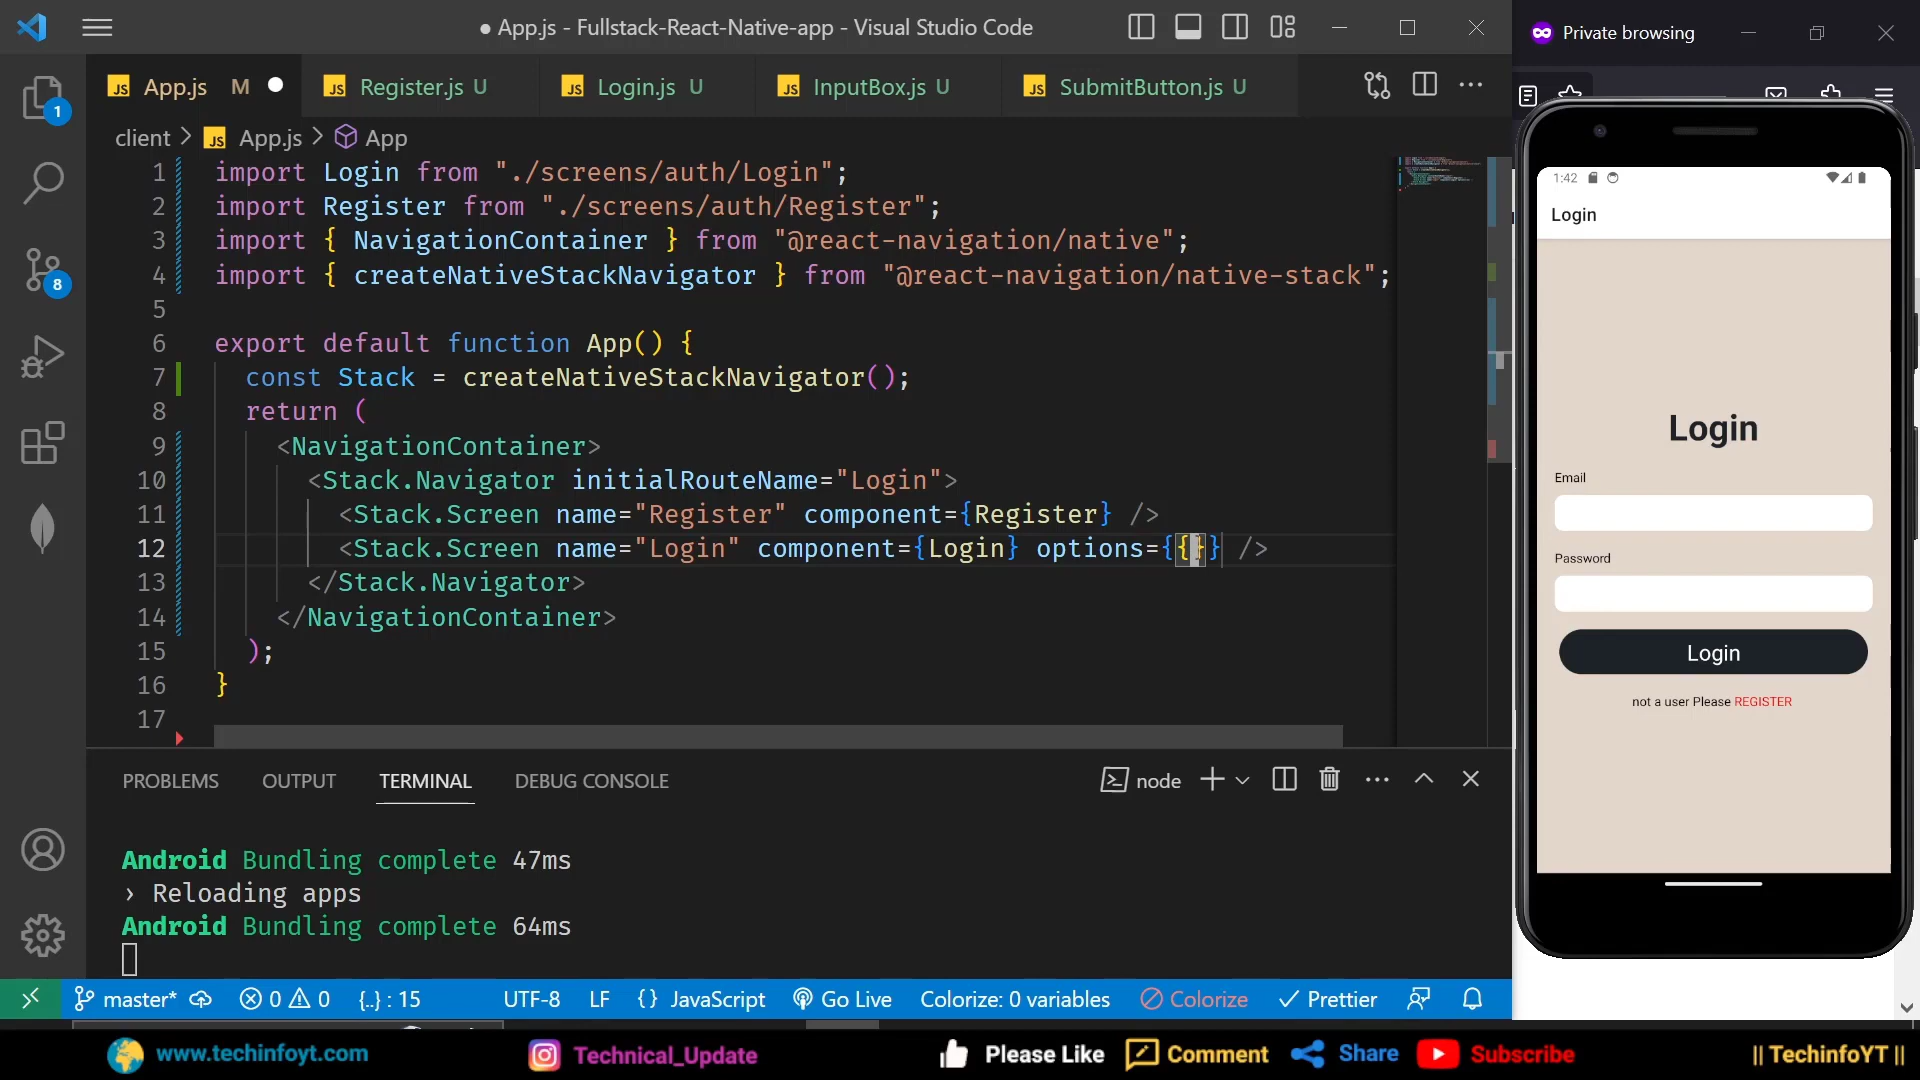 ● App.js - Fullstack-React-Native-app - Visual Studio Code
Private browsing
App.js M
Register.js U
Login.js U
InputBox.js U
SubmitButton.js U
client > App.js > App
1 import Login from "./screens/auth/Login";
2 import Register from "./screens/auth/Register";
3 import { NavigationContainer } from "@react-navigation/native";
4 import { createNativeStackNavigator } from "@react-navigation/native-stack";
5
6 export default function App() {
7 const Stack = createNativeStackNavigator();
8 return (
9 <NavigationContainer>
10 <Stack.Navigator initialRouteName="Login">
11 <Stack.Screen name="Register" component={Register} />
12 <Stack.Screen name="Login" component={Login} options={{}} />
13 </Stack.Navigator>
14 </NavigationContainer>
15 );
16 }
17
1
8
PROBLEMS OUTPUT TERMINAL DEBUG CONSOLE
node
Android Bundling complete 47ms
› Reloading apps
Android Bundling complete 64ms
master* 0 0 {..} : 15 UTF-8 LF {} JavaScript Go Live Colorize: 0 variables Colorize Prettier
1:42
Login
Login
Email
Password
Login
not a user Please REGISTER
www.techinfoyt.com Technical_Update Please Like Comment Share Subscribe || TechinfoYT ||